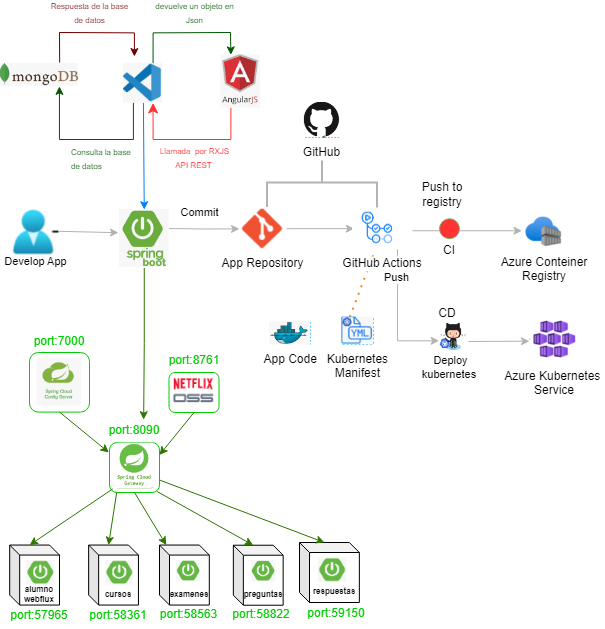 Respuesta de la base
de datos
devuelve un objeto en
Json
mongoDB
AngularJS
Consulta la base
de datos
Llamada por RXJS
API REST
GitHub
Develop App
spring
boot
Commit
App Repository
GitHub Actions
Push
Push to
registry
CI
Azure Conteiner
Registry
App Code
YML
Kubernetes
Manifest
CD
Deploy
kubernetes
Azure Kubernetes
Service
port:7000
Spring Cloud
Config Server
port:8761
NETFLIX
OSS
port:8090
Spring Cloud
Gateway
alumno
webflux
cursos
examenes
preguntas
respuestas
port:57965
port:58361
port:58563
port:58822
port:59150